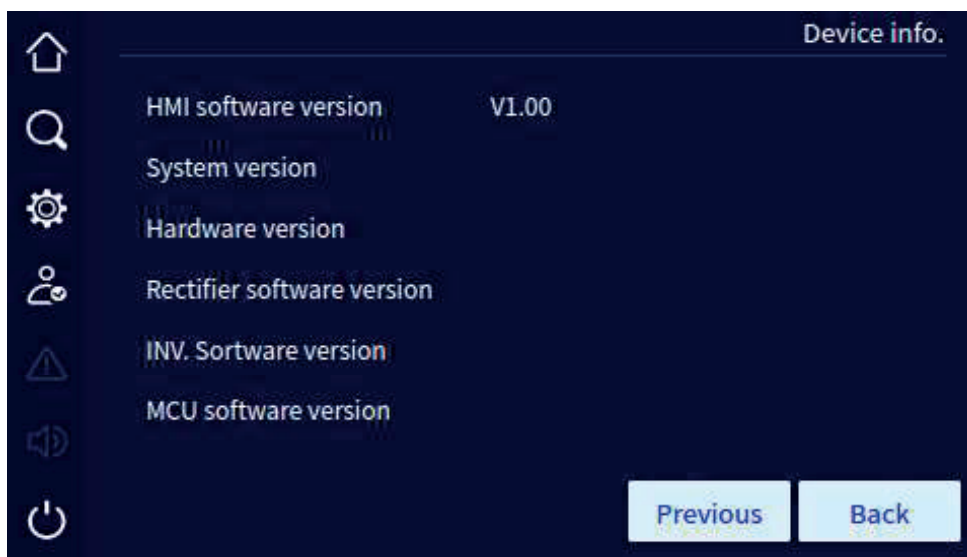 Device info.
HMI software version V1.00
System version
Hardware version
Rectifier software version
INV. Sortware version
MCU software version
Previous Back